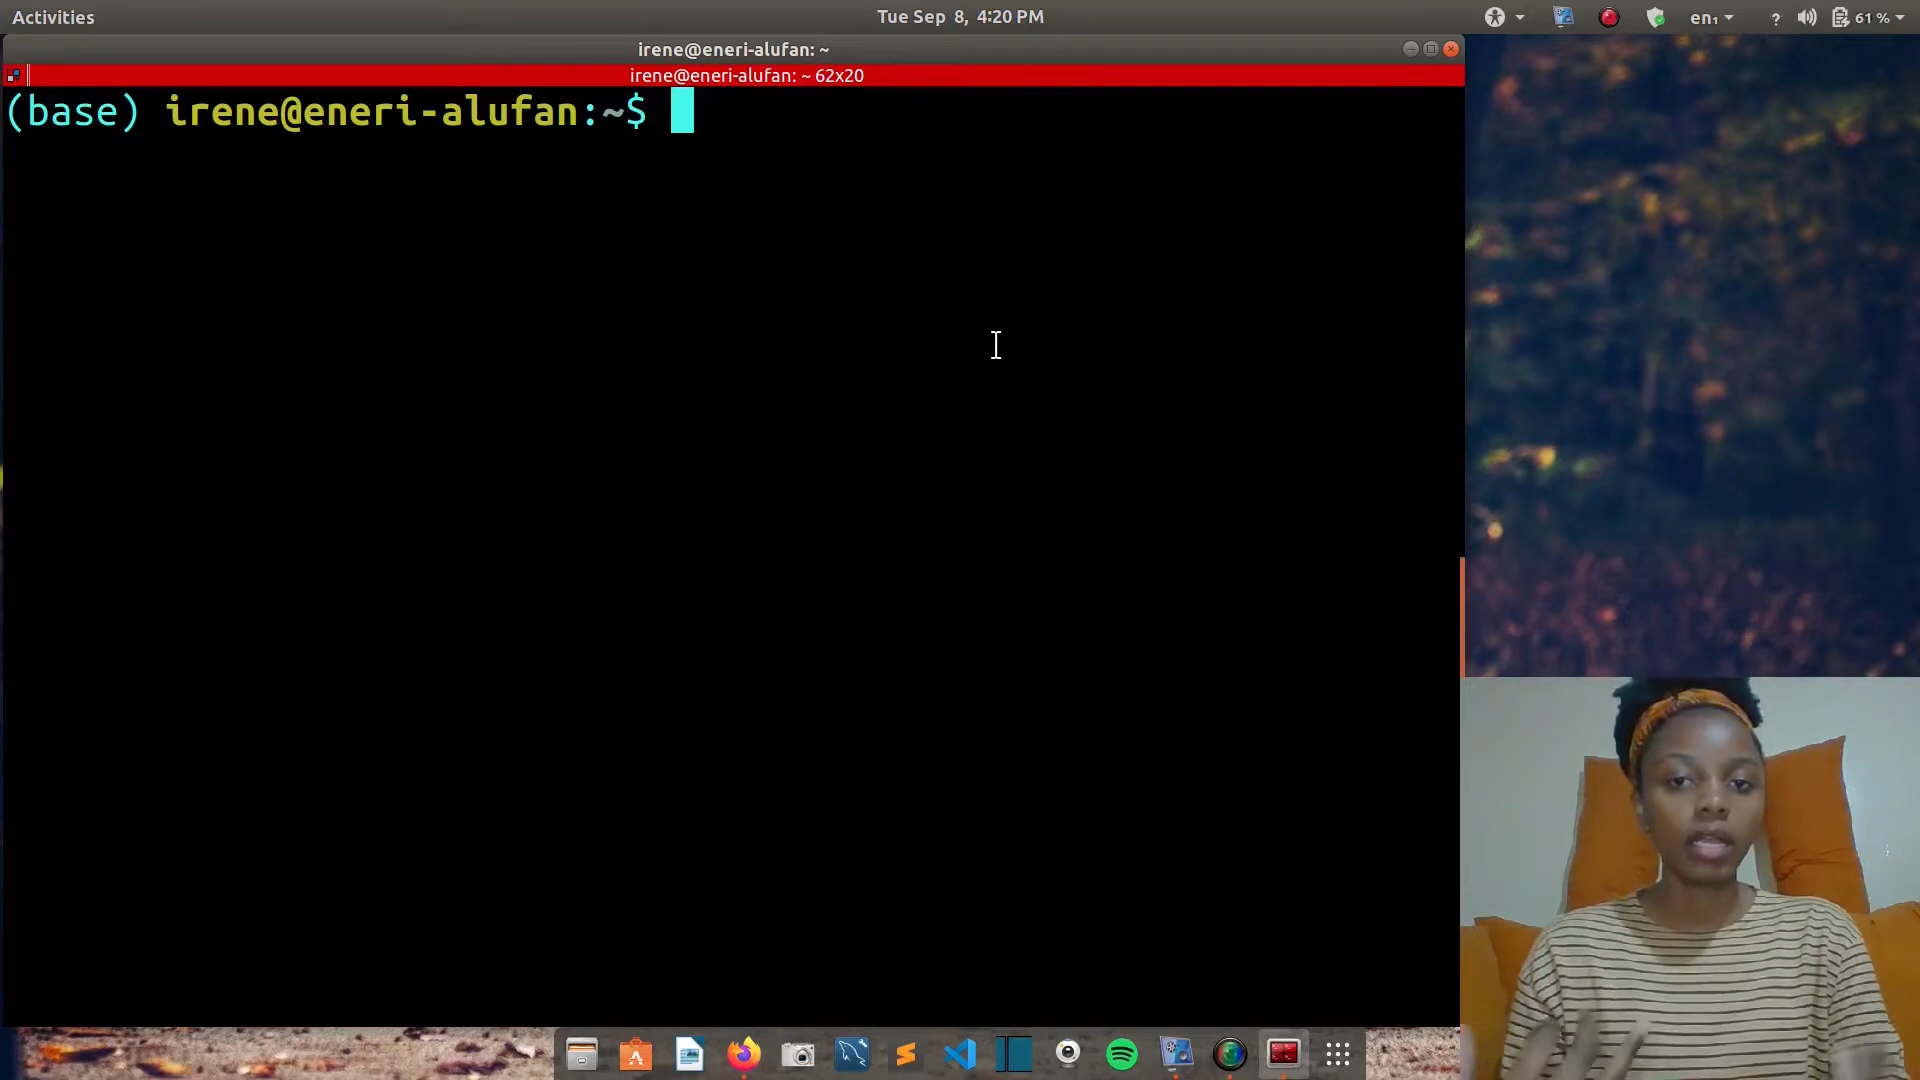 Activities
Tue Sep 8, 4:20 PM
en₁
?
61 %
irene@eneri-alufan: ~
irene@eneri-alufan: ~ 62x20
(base) irene@eneri-alufan:~$